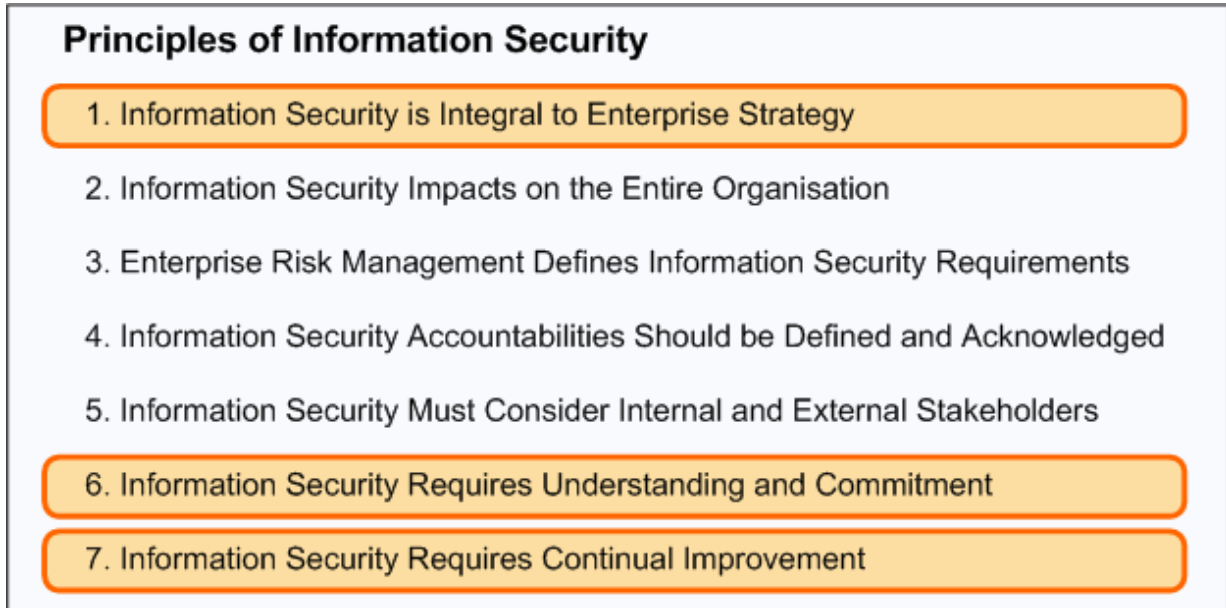 Principles of Information Security
1. Information Security is Integral to Enterprise Strategy
2. Information Security Impacts on the Entire Organisation
3. Enterprise Risk Management Defines Information Security Requirements
4. Information Security Accountabilities Should be Defined and Acknowledged
5. Information Security Must Consider Internal and External Stakeholders
6. Information Security Requires Understanding and Commitment
7. Information Security Requires Continual Improvement